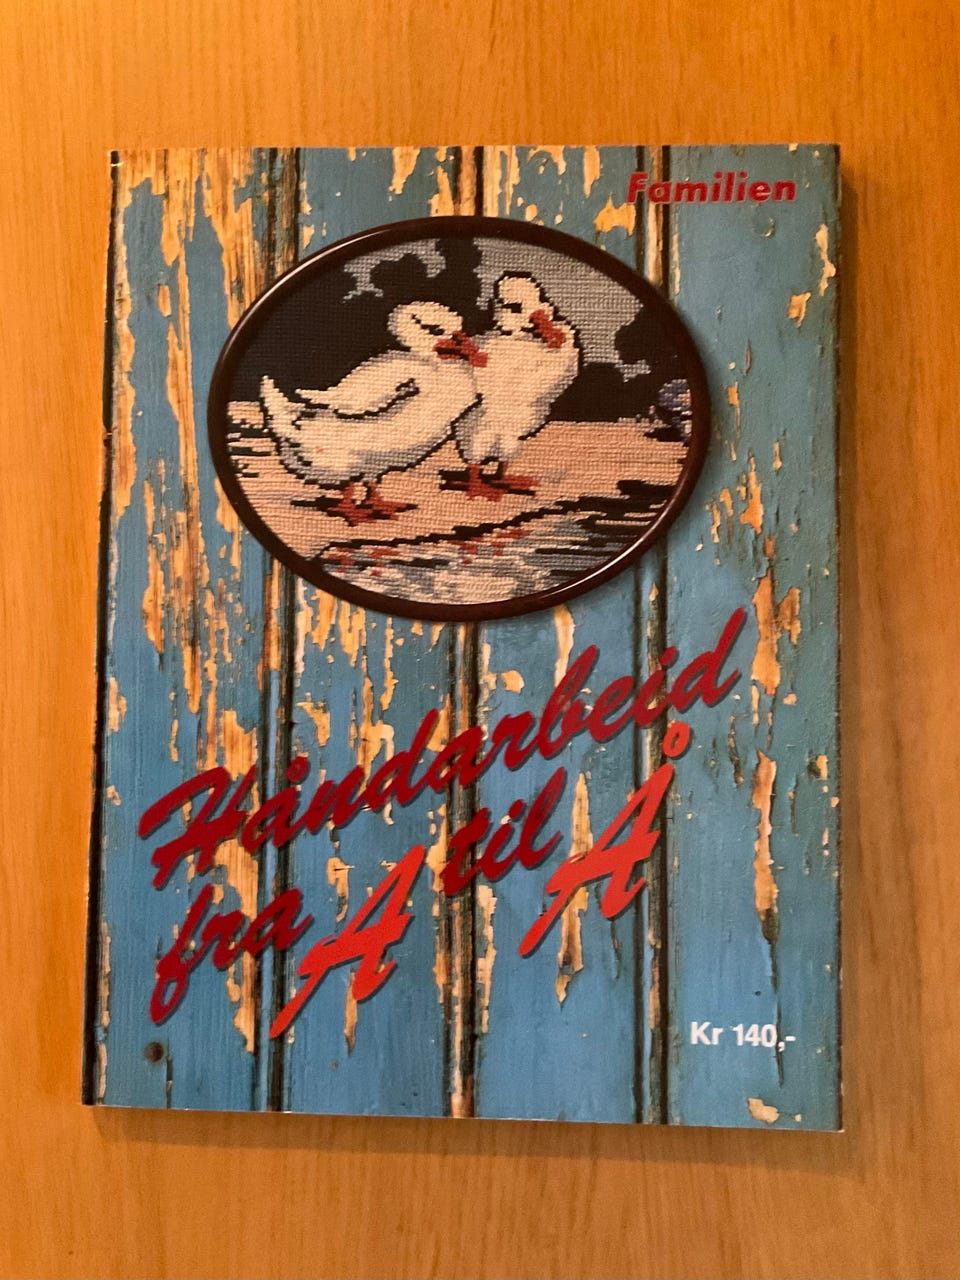 Familien
Håndarbeid
fra A til Å
Kr 140,-